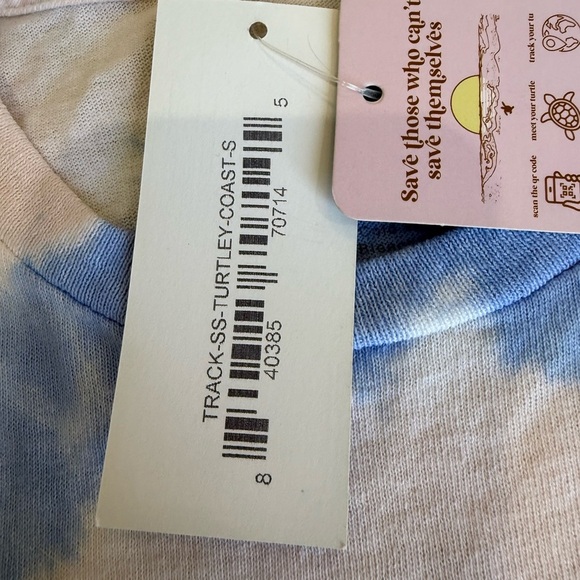 TRACK-SS-TURTLEY-COAST-S
8 40385 70714 5
Save those who can't
save themselves
scan the qr code
meet your turtle
track your tu